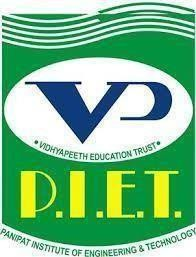 VP
• VIDHYAPEETH EDUCATION TRUST •
P.I.E.T.
PANIPAT INSTITUTE OF ENGINEERING & TECHNOLOGY